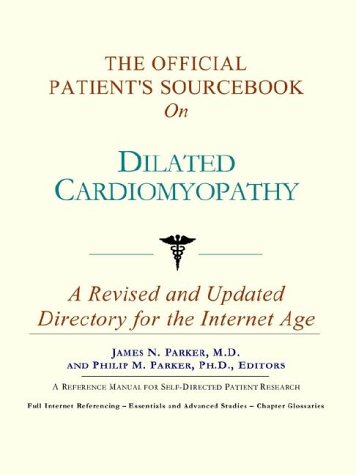 THE OFFICIAL
PATIENT'S SOURCEBOOK
On
DILATED
CARDIOMYOPATHY
A Revised and Updated
Directory for the Internet Age
JAMES N. PARKER, M.D.
AND PHILIP M. PARKER, PH.D., EDITORS
A REFERENCE MANUAL FOR SELF-DIRECTED PATIENT RESEARCH
Full Internet Referencing – Essentials and Advanced Studies – Chapter Glossaries